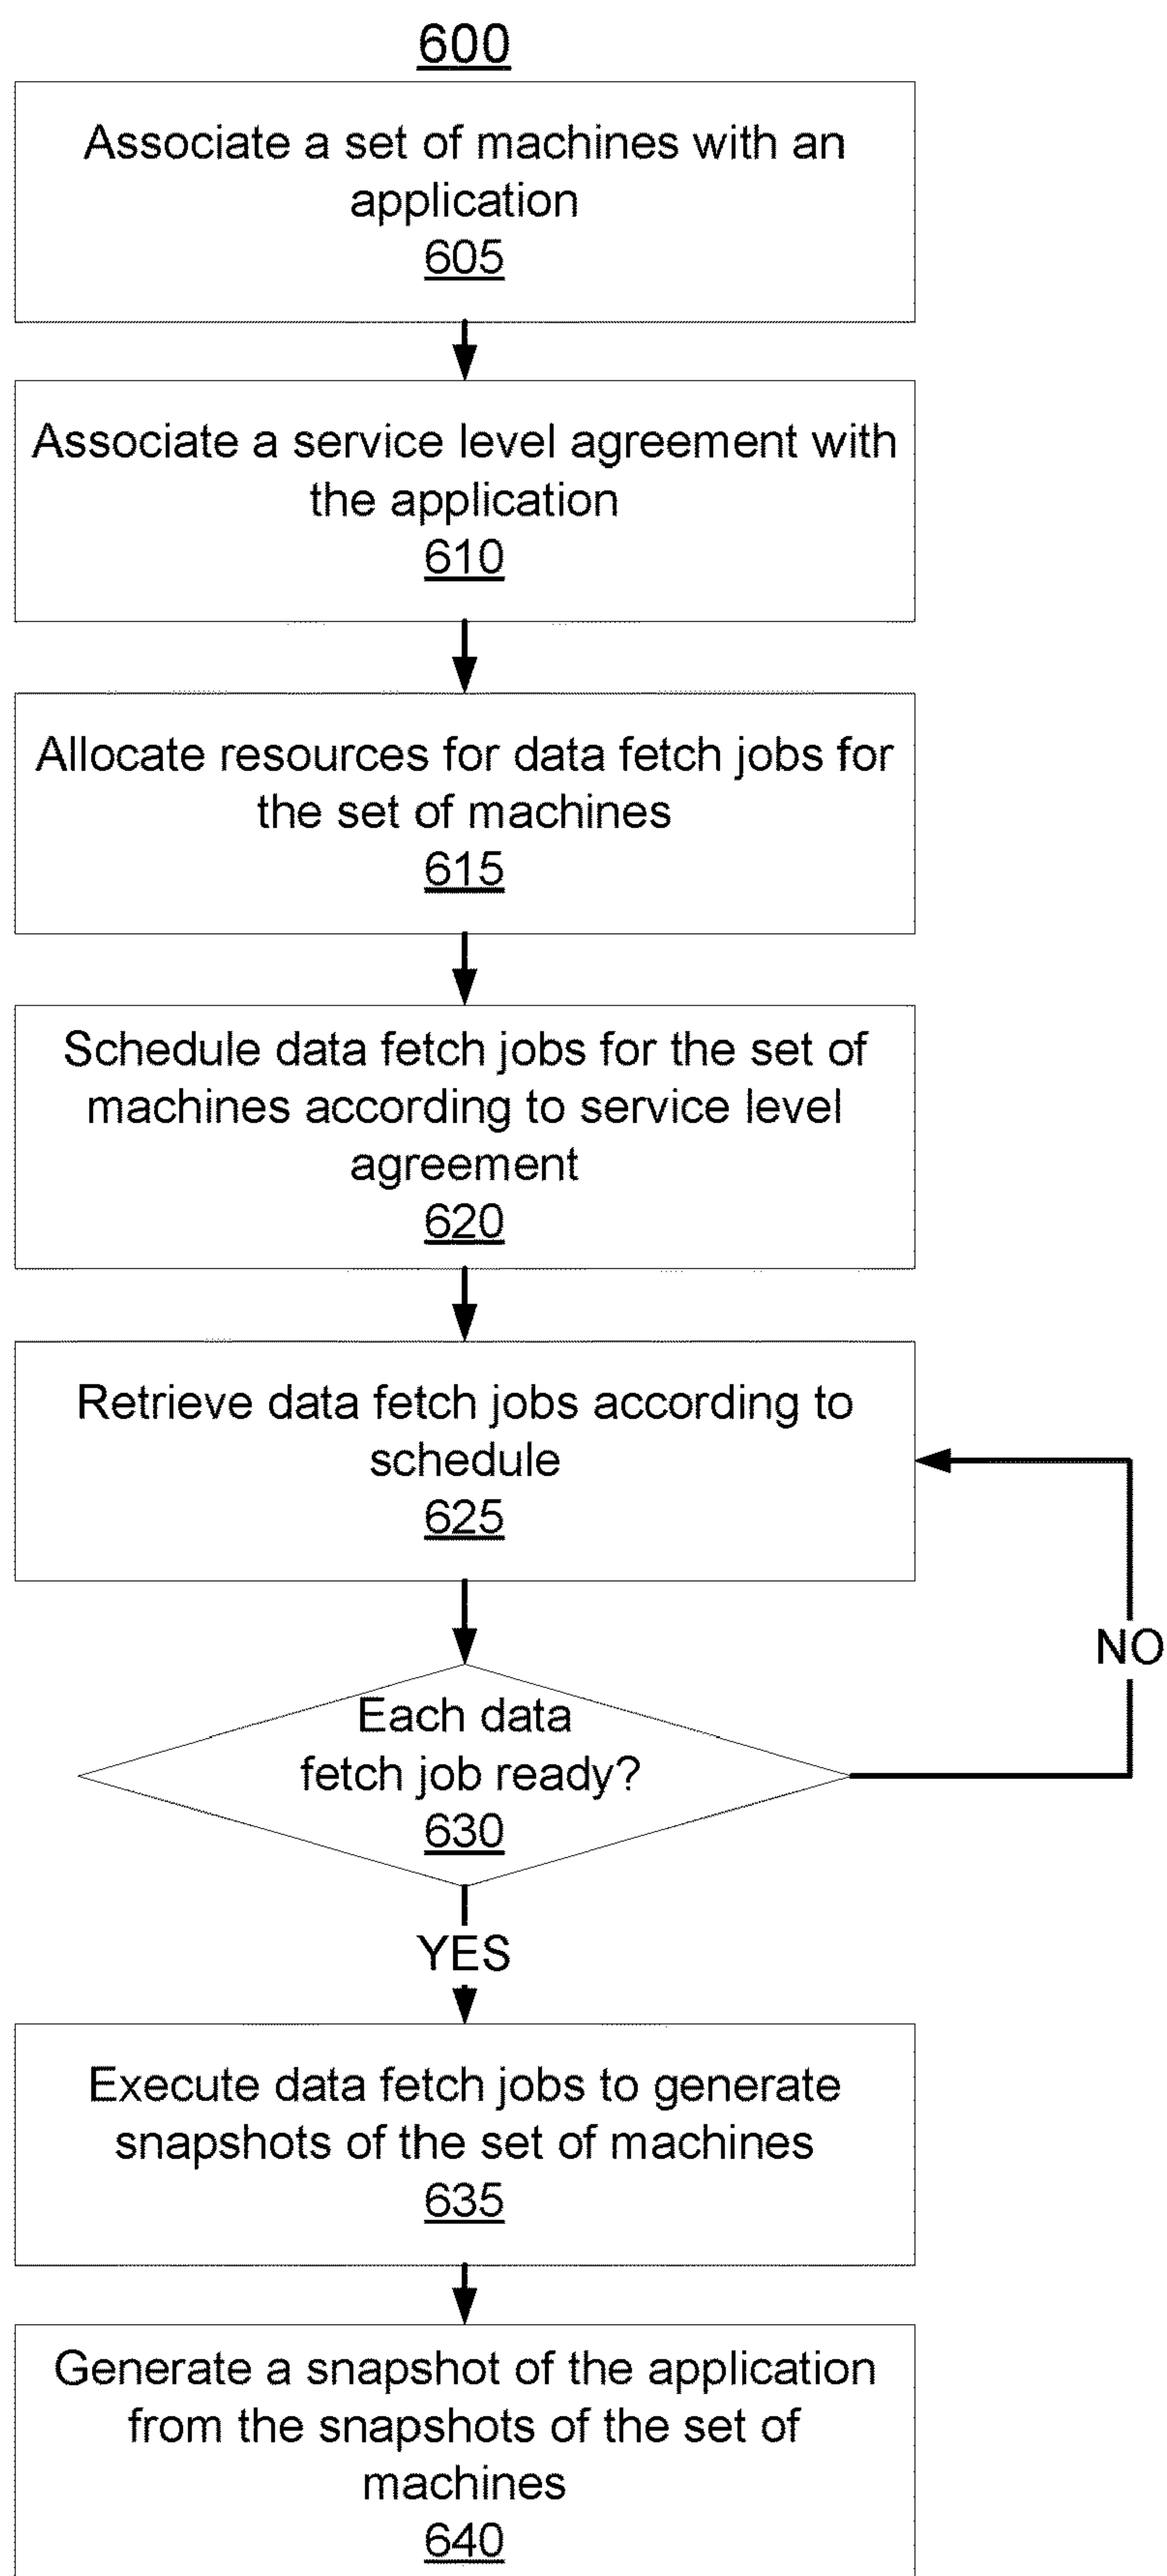 600
Associate a set of machines with an
application
605
Associate a service level agreement with
the application
610
Allocate resources for data fetch jobs for
the set of machines
615
Schedule data fetch jobs for the set of
machines according to service level
agreement
620
Retrieve data fetch jobs according to
schedule
625
NO
Each data
fetch job ready?
630
YES
Execute data fetch jobs to generate
snapshots of the set of machines
635
Generate a snapshot of the application
from the snapshots of the set of
machines
640